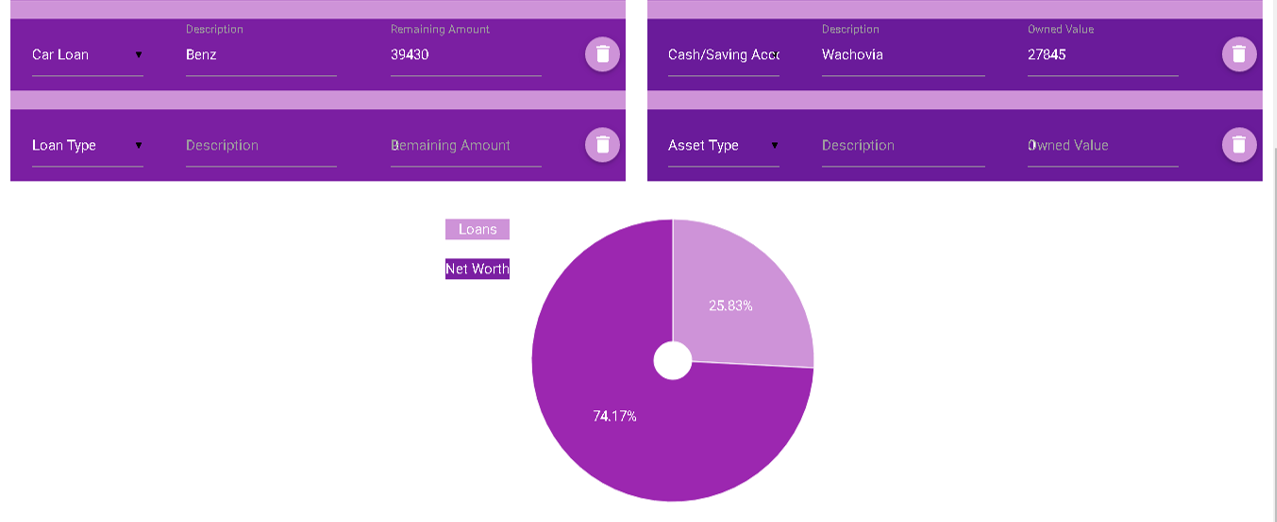 Description Remaining Amount
Car Loan Benz 39430
Description Owned Value
Cash/Saving Wachovia 27845
Loan Type Description Remaining Amount
Asset Type Description Owned Value
Loans
Net Worth
25.83%
74.17%